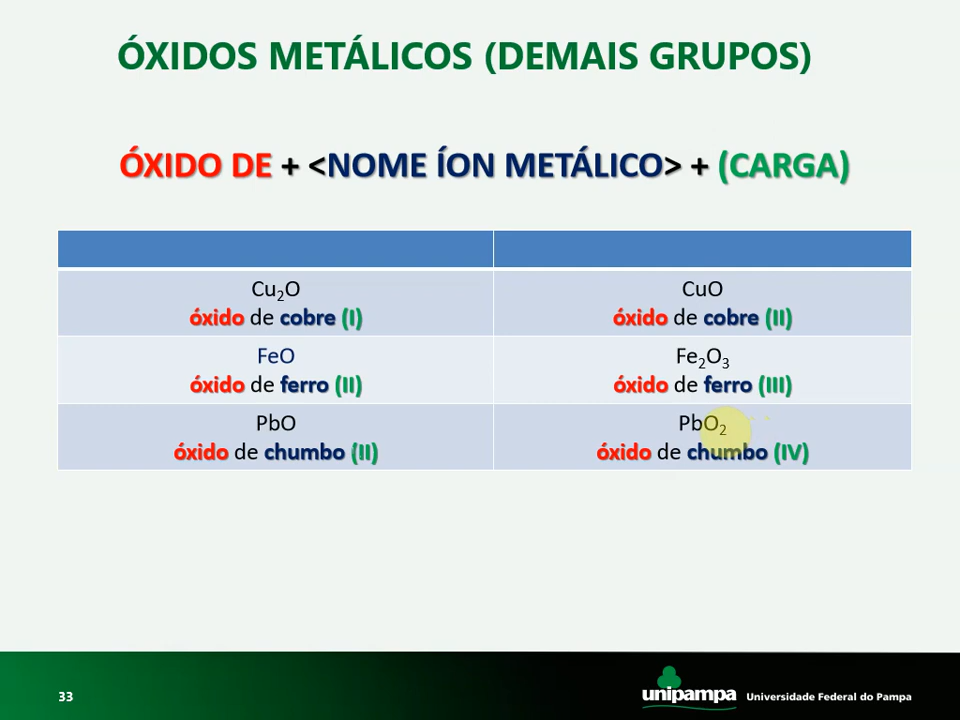 ÓXIDOS METÁLICOS (DEMAIS GRUPOS)
ÓXIDO DE + <NOME ÍON METÁLICO> + (CARGA)
Cu₂O
óxido de cobre (I)
CuO
óxido de cobre (II)
FeO
óxido de ferro (II)
Fe₂O₃
óxido de ferro (III)
PbO
óxido de chumbo (II)
PbO₂
óxido de chumbo (IV)
33
unipampa
Universidade Federal do Pampa